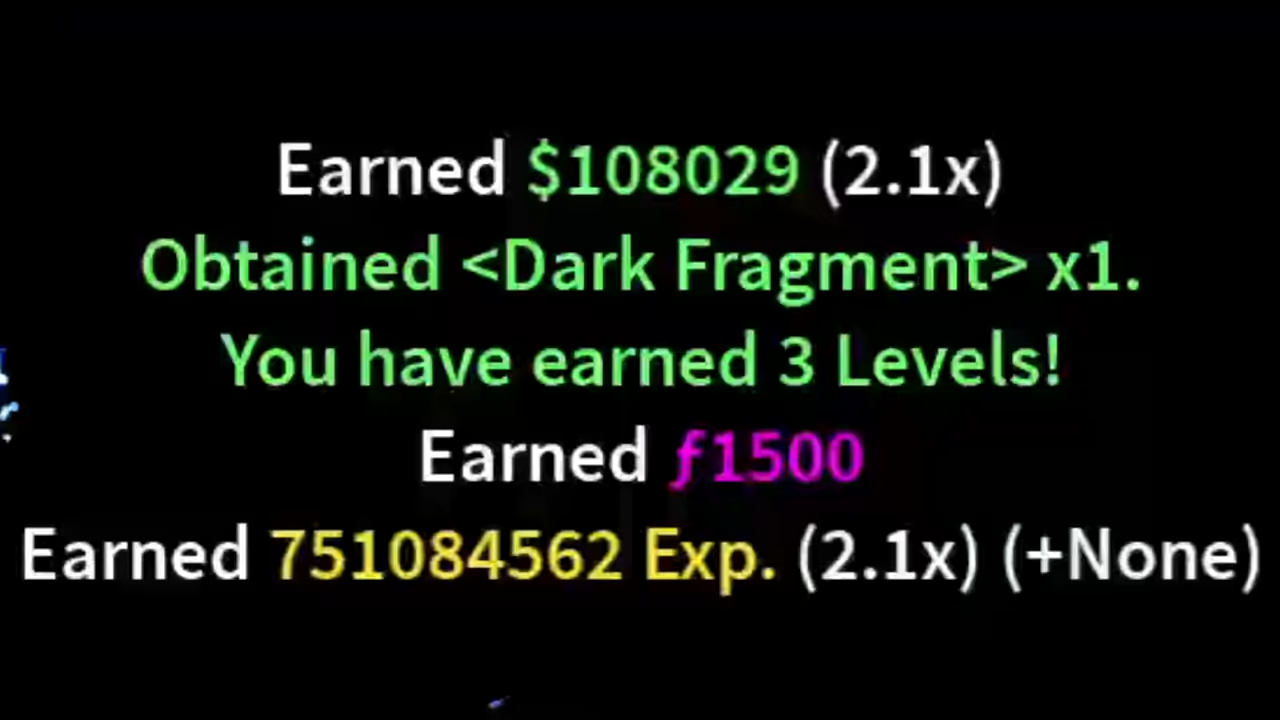 Earned $108029 (2.1x)
Obtained <Dark Fragment> x1.
You have earned 3 Levels!
Earned ƒ1500
Earned 751084562 Exp. (2.1x) (+None)